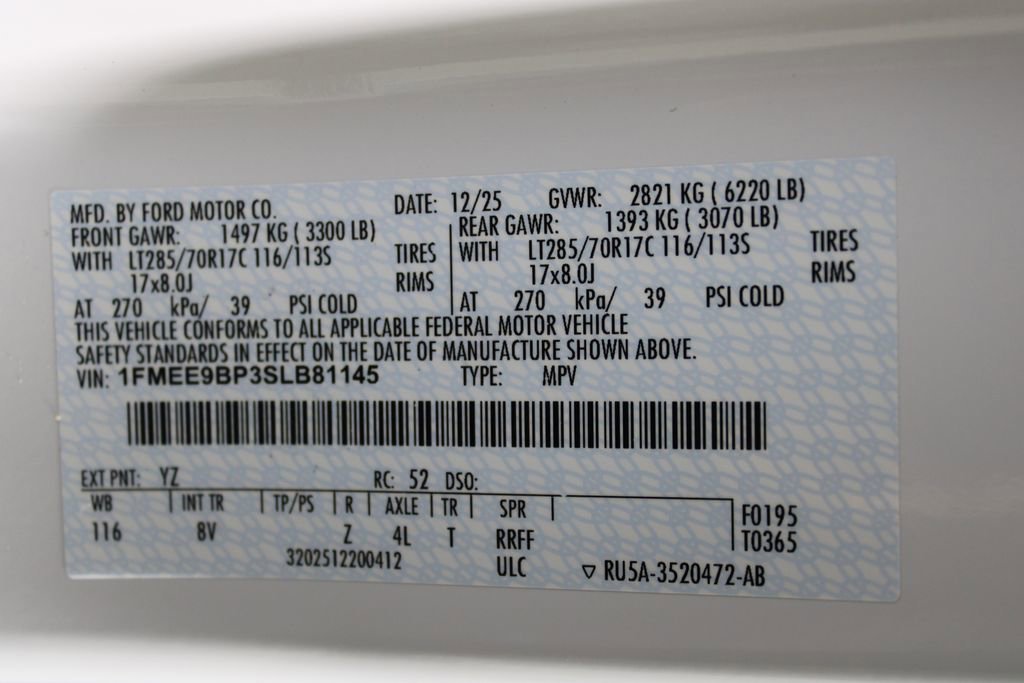 MFD. BY FORD MOTOR CO. DATE: 12/25 GVWR: 2821 KG ( 6220 LB)
FRONT GAWR: 1497 KG ( 3300 LB) REAR GAWR: 1393 KG ( 3070 LB)
WITH LT285/70R17C 116/113S TIRES WITH LT285/70R17C 116/113S TIRES
17x8.0J RIMS 17x8.0J RIMS
AT 270 kPa/ 39 PSI COLD AT 270 kPa/ 39 PSI COLD
THIS VEHICLE CONFORMS TO ALL APPLICABLE FEDERAL MOTOR VEHICLE
SAFETY STANDARDS IN EFFECT ON THE DATE OF MANUFACTURE SHOWN ABOVE.
VIN: 1FMEE9BP3SLB81145 TYPE: MPV
EXT PNT: YZ RC: 52 DSO:
WB INT TR TP/PS R AXLE TR SPR F0195
116 8V Z 4L T RRFF T0365
3202512200412 ULC ▽ RU5A-3520472-AB